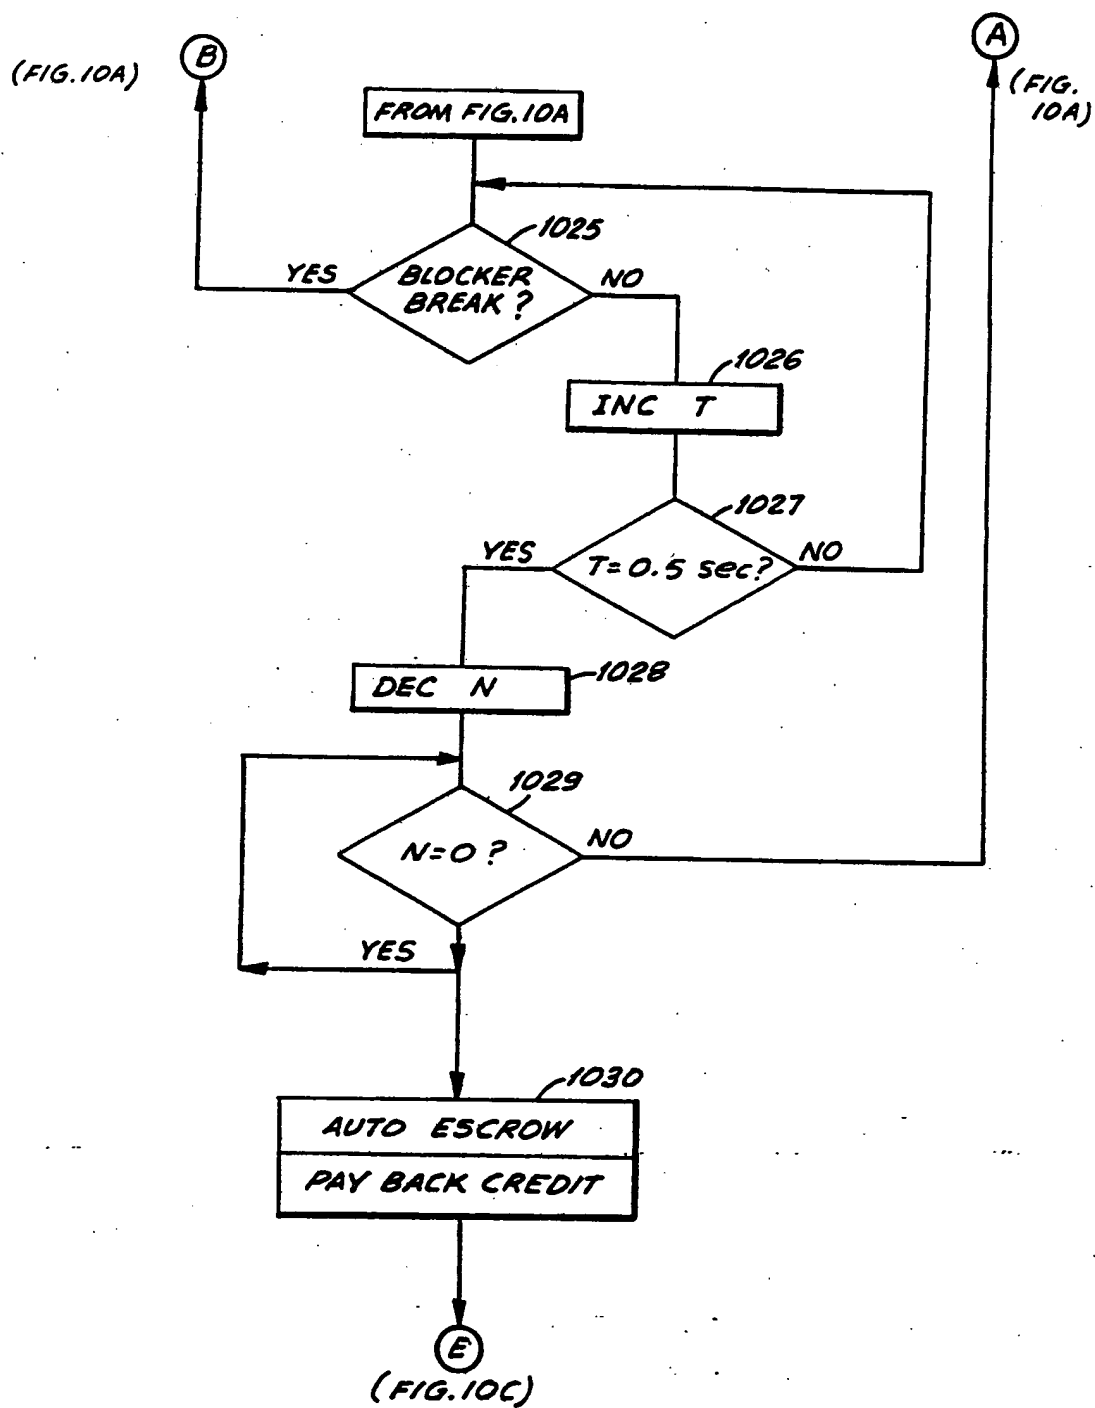 B
(FIG. 10A)
A
(FIG.
10A)
FROM FIG. 10A
1025
YES
BLOCKER
BREAK?
NO
1026
INC T
1027
YES
T=0.5 sec?
NO
1028
DEC N
1029
N=0?
NO
YES
1030
AUTO ESCROW
PAY BACK CREDIT
E
(FIG. 10C)